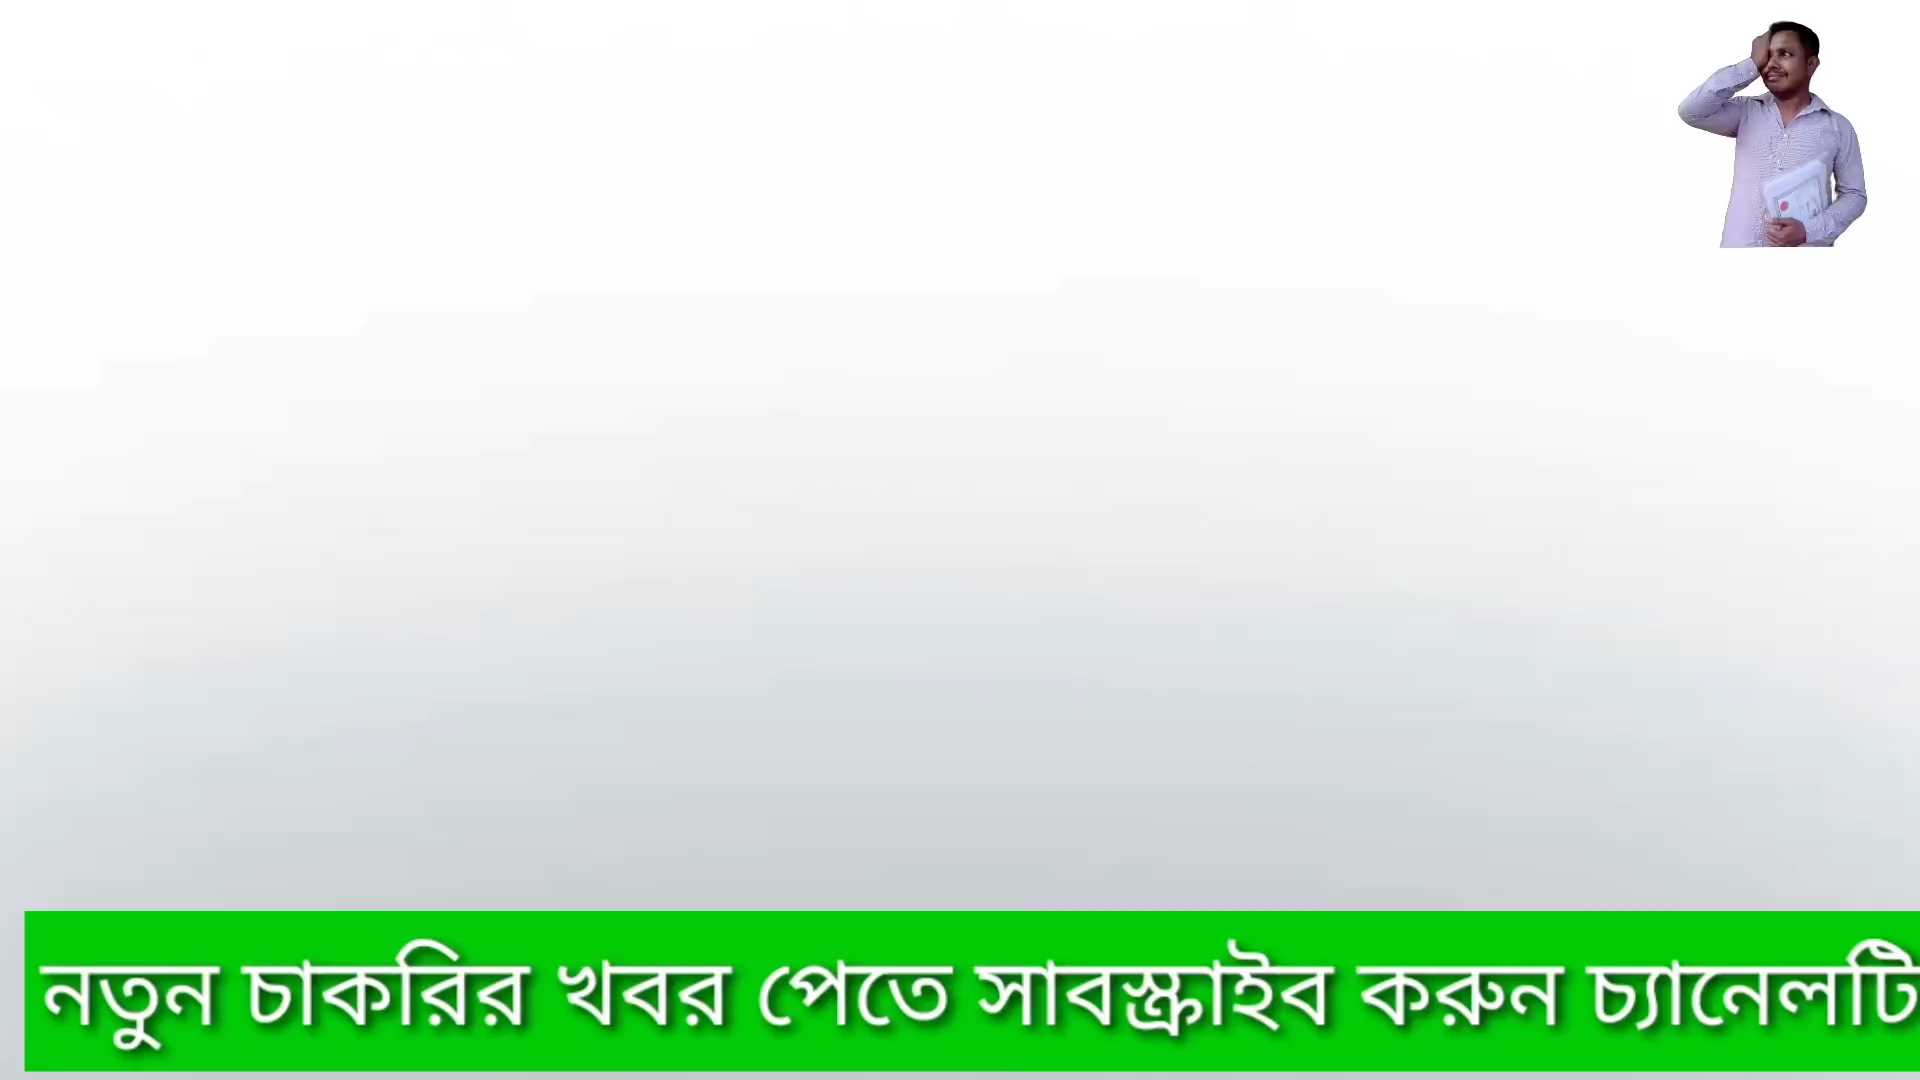 নতুন চাকরির খবর পেতে সাবস্ক্রাইব করুন চ্যানেলটি